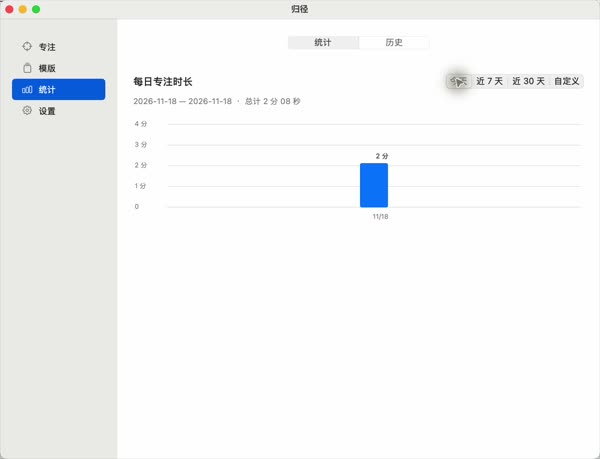 归径
专注
模版
统计
设置
统计 历史
每日专注时长
近 7 天 近 30 天 自定义
2026-11-18 — 2026-11-18 · 总计 2 分 08 秒
4 分
3 分
2 分
1 分
0
2 分
11/18